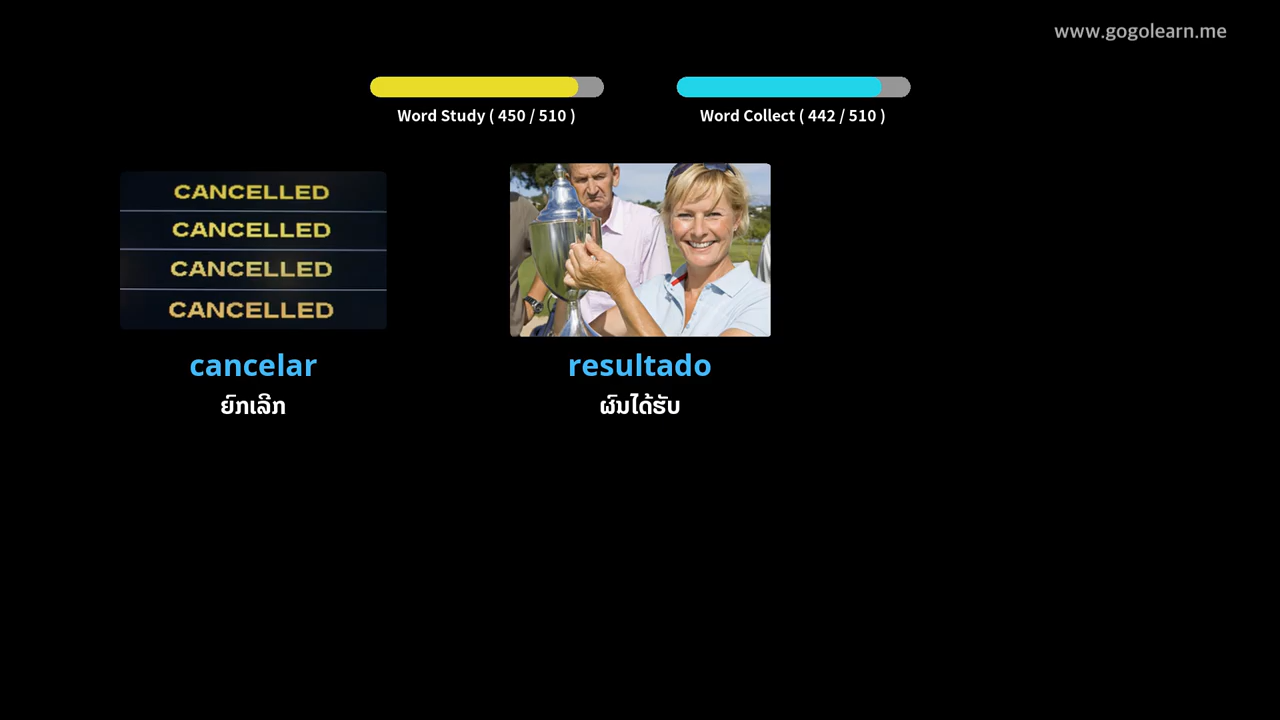 www.gogolearn.me
Word Study ( 450 / 510 )
Word Collect ( 442 / 510 )
CANCELLED
CANCELLED
CANCELLED
CANCELLED
cancelar
ຍົກເລີກ
resultado
ຜົນໄດ້ຮັບ